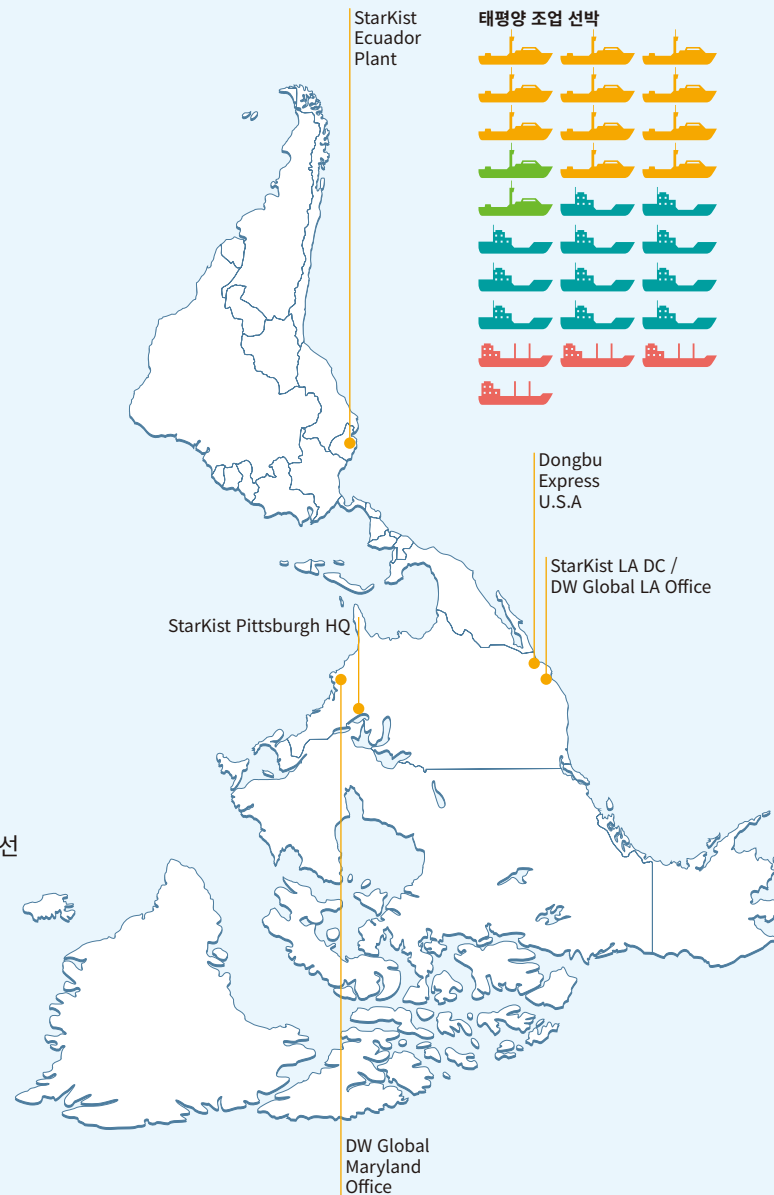 StarKist
Ecuador
Plant
태평양 조업 선박
Dongbu
Express
U.S.A
StarKist LA DC /
DW Global LA Office
StarKist Pittsburgh HQ
선
DW Global
Maryland
Office